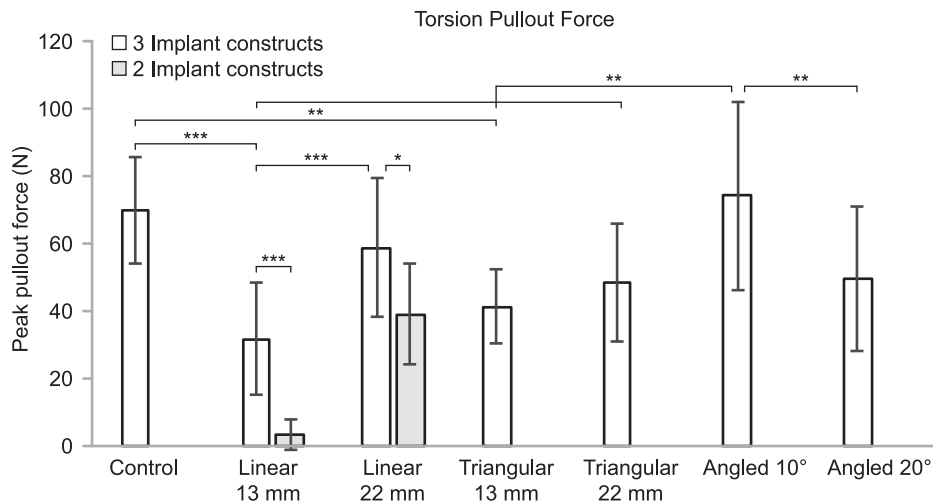 Torsion Pullout Force
3 Implant constructs
2 Implant constructs
Peak pullout force (N)
120
100
80
60
40
20
0
**
**
**
***
***
*
***
Control
Linear
13 mm
Linear
22 mm
Triangular
13 mm
Triangular
22 mm
Angled 10°
Angled 20°